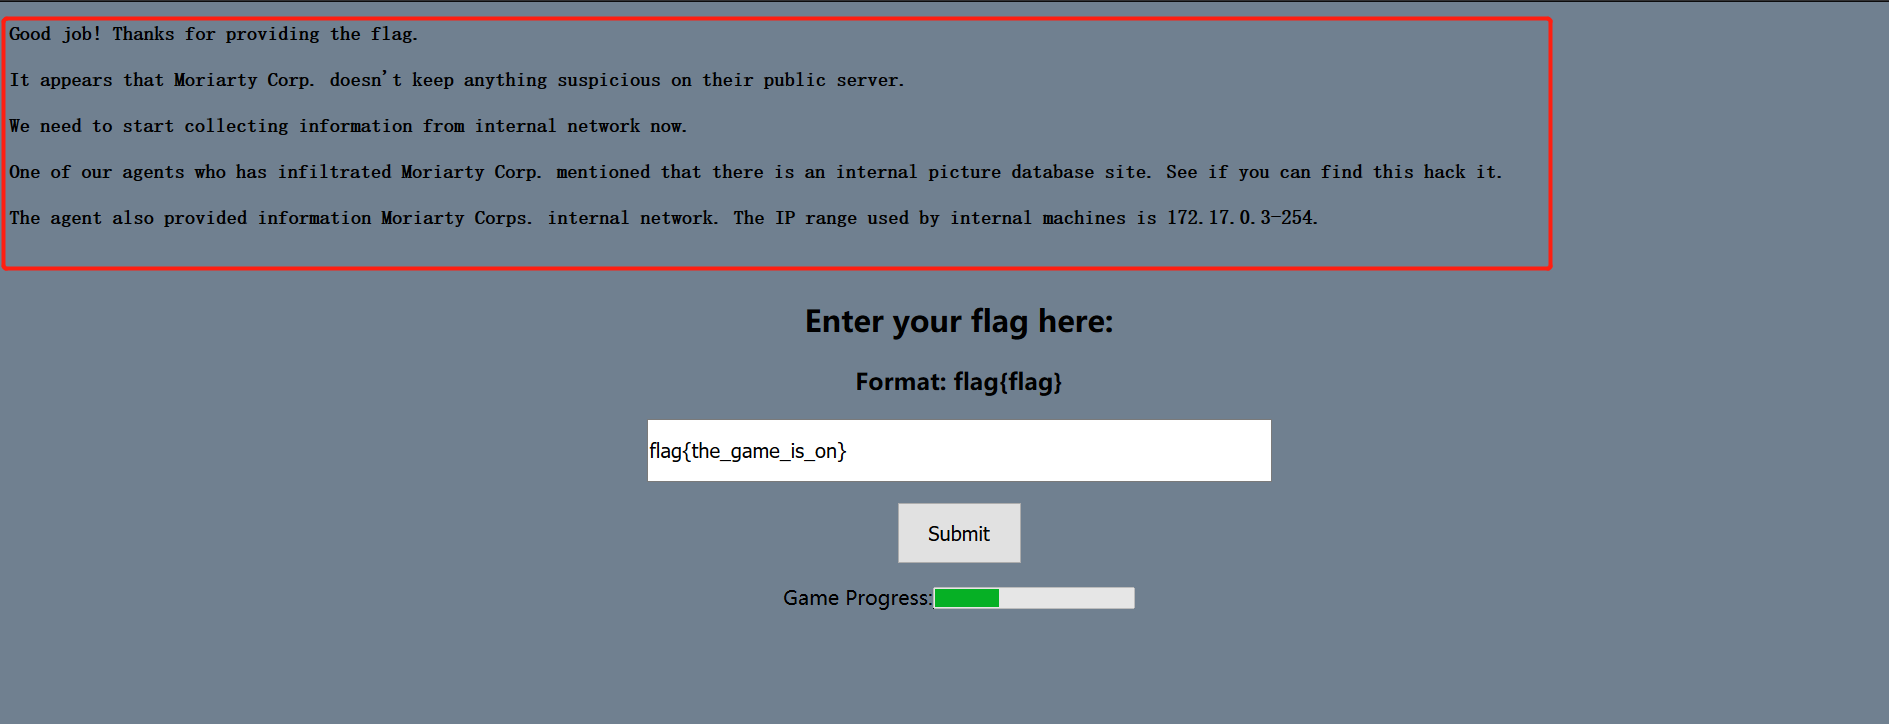 Good job! Thanks for providing the flag.
It appears that Moriarty Corp. doesn't keep anything suspicious on their public server.
We need to start collecting information from internal network now.
One of our agents who has infiltrated Moriarty Corp. mentioned that there is an internal picture database site. See if you can find this hack it.
The agent also provided information Moriarty Corps. internal network. The IP range used by internal machines is 172.17.0.3-254.
Enter your flag here:
Format: flag{flag}
flag{the_game_is_on}
Submit
Game Progress: